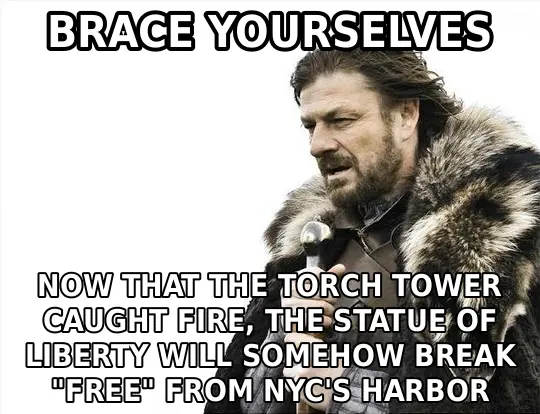 BRACE YOURSELVES
NOW THAT THE TORCH TOWER
CAUGHT FIRE, THE STATUE OF
LIBERTY WILL SOMEHOW BREAK
"FREE" FROM NYC'S HARBOR